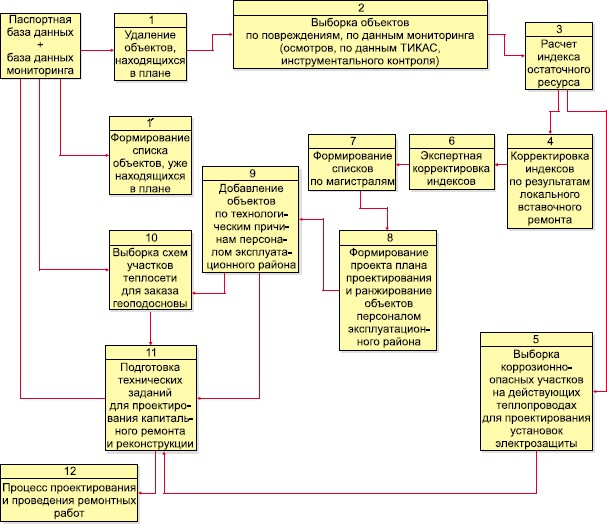 Паспортная
база данных
+
база данных
мониторинга
1
Удаление
объектов,
находящихся
в плане
2
Выборка объектов
по повреждениям, по данным мониторинга
(осмотров, по данным ТИКАС,
инструментального контроля)
3
Расчет
индекса
остаточного
ресурса
1'
Формирование
списка
объектов, уже
находящихся
в плане
9
Добавление
объектов
по технологи-
ческим причи-
нам персона-
лом эксплуат-
ационного района
7
Формирование
списков
по магистралям
6
Экспертная
корректировка
индексов
4
Корректировка
индексов
по результатам
локального
вставочного
ремонта
10
Выборка схем
участков
теплосети
для заказа
геоподосновы
8
Формирование
проекта плана
проектирования
и ранжирование
объектов
персоналом
эксплуатацион-
ного района
11
Подготовка
технических
заданий
для проектиро-
вания капиталь-
ного ремонта
и реконструкции
5
Выборка
коррозионно-
опасных участков
на действующих
теплопроводах
для проектирования
установок
электрозащиты
12
Процесс проектирования
и проведения ремонтных
работ